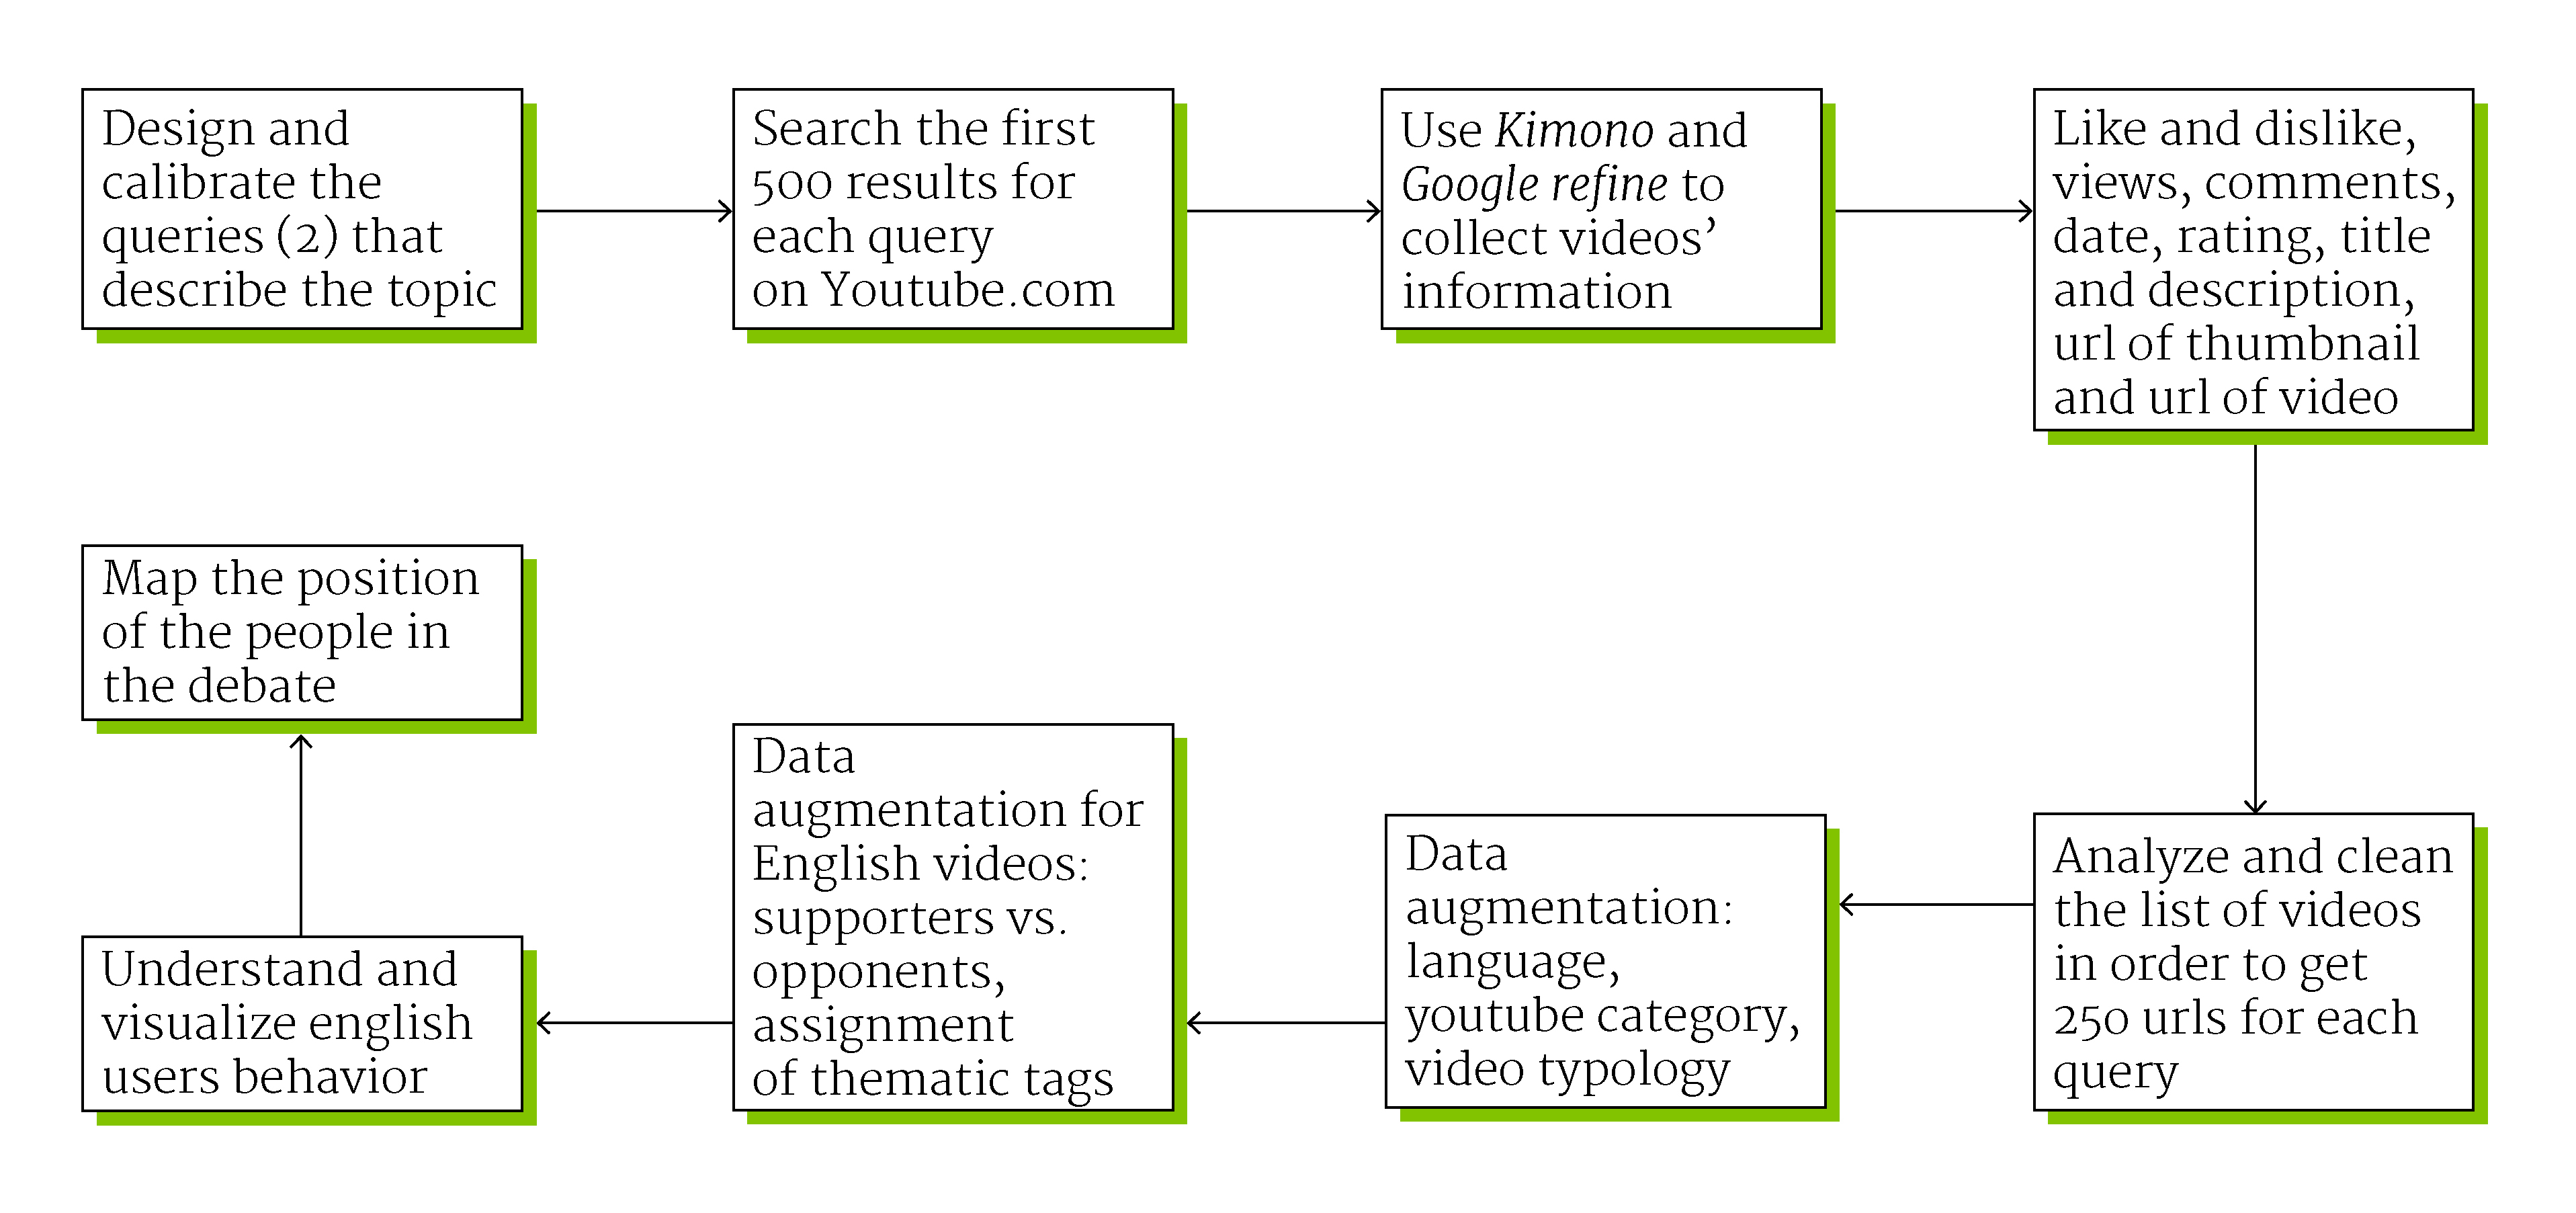 Design and
calibrate the
queries (2) that
describe the topic
Search the first
500 results for
each query
on Youtube.com
Use Kimono and
Google refine to
collect videos’
information
Like and dislike,
views, comments,
date, rating, title
and description,
url of thumbnail
and url of video
Analyze and clean
the list of videos
in order to get
250 urls for each
query
Data
augmentation:
language,
youtube category,
video typology
Data
augmentation for
English videos:
supporters vs.
opponents,
assignment
of thematic tags
Understand and
visualize english
users behavior
Map the position
of the people in
the debate